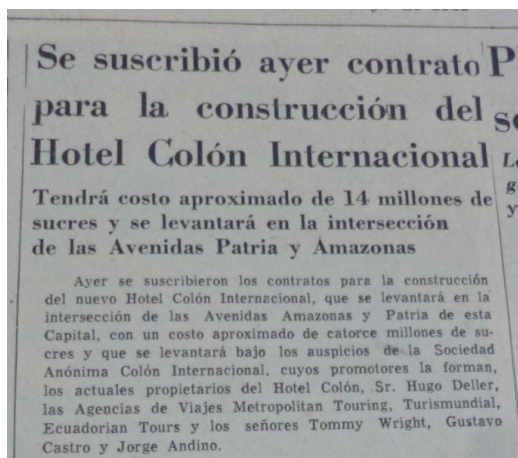 Se suscribió ayer contrato
para la construcción del
Hotel Colón Internacional
Tendrá costo aproximado de 14 millones de
sucres y se levantará en la intersección
de las Avenidas Patria y Amazonas
Ayer se suscribieron los contratos para la construcción
del nuevo Hotel Colón Internacional, que se levantará en la
intersección de las Avenidas Amazonas y Patria de esta
Capital, con un costo aproximado de catorce millones de su-
cres y que se levantará bajo los auspicios de la Sociedad
Anónima Colón Internacional, cuyos promotores la forman,
los actuales propietarios del Hotel Colón, Sr. Hugo Deller,
las Agencias de Viajes Metropolitan Touring, Turismundial,
Ecuadorian Tours y los señores Tommy Wright, Gustavo
Castro y Jorge Andino.